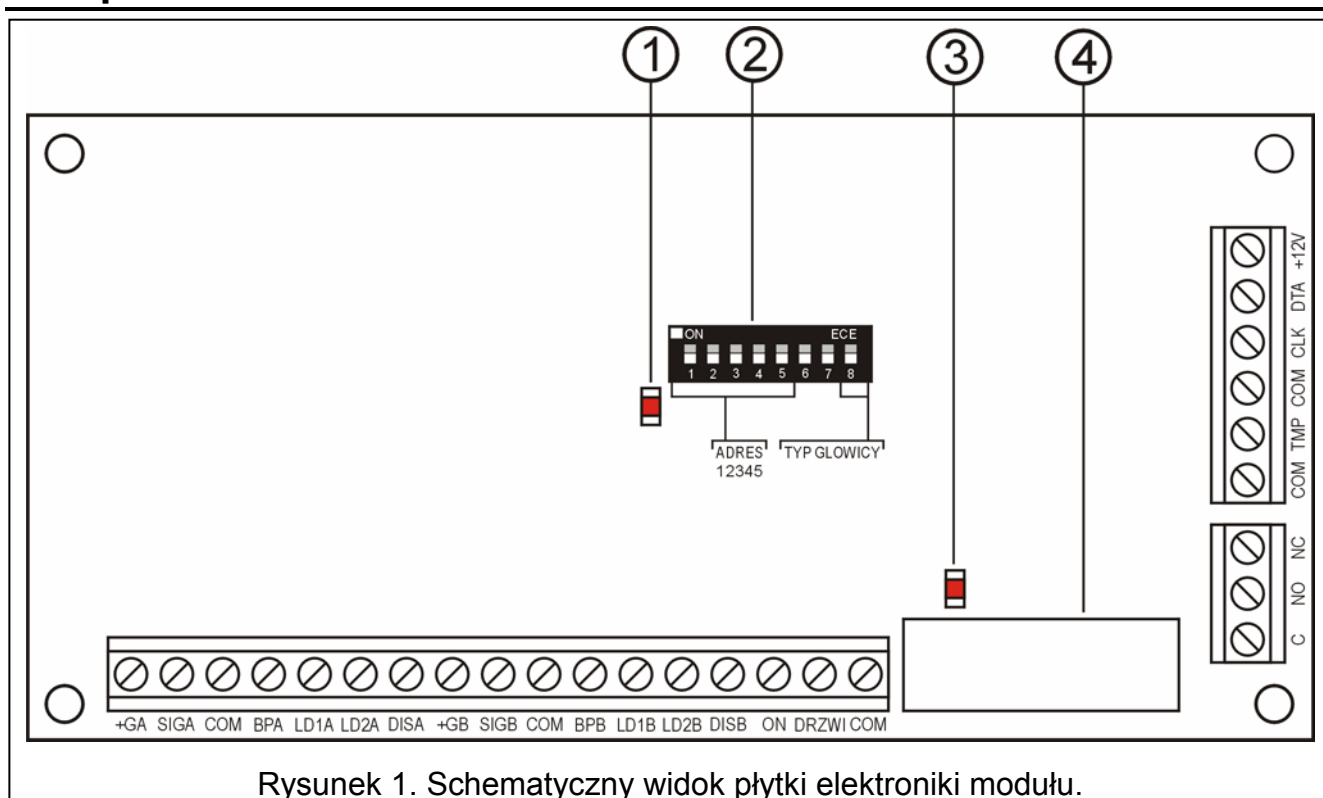 1 2 3 4
ON ECE
1 2 3 4 5 6 7 8
ADRES TYP GLOWICY
12345
+12V
DTA
CLK
COM
TMP
COM
NC
NO
C
+GA SIGA COM BPA LD1A LD2A DISA +GB SIGB COM BPB LD1B LD2B DISB ON DRZWI COM
Rysunek 1. Schematyczny widok płytki elektroniki modułu.